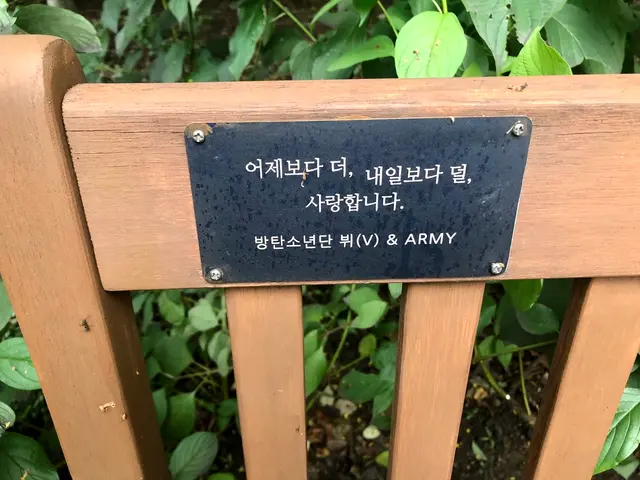 어제보다 더, 내일보다 덜,
사랑합니다.
방탄소년단 뷔(V) & ARMY